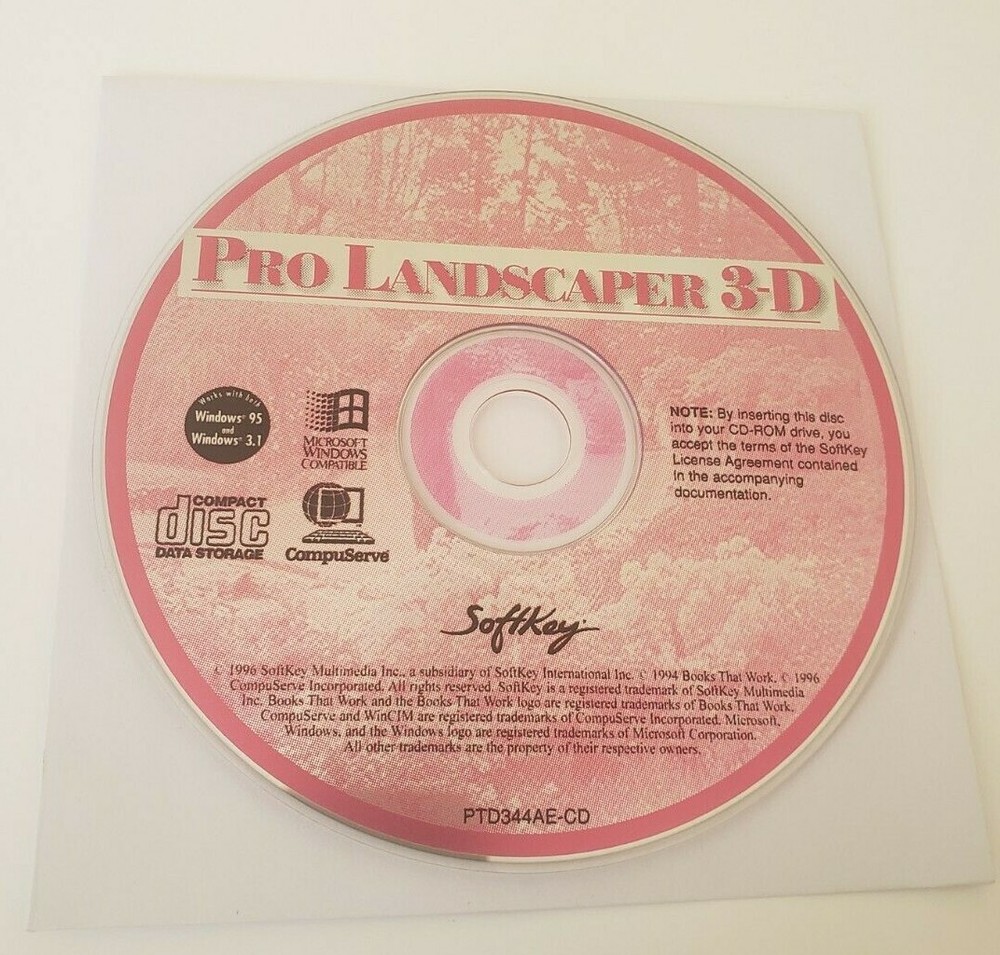 PRO LANDSCAPER 3-D
Works with both
Windows® 95
and
Windows® 3.1
MICROSOFT
WINDOWS
COMPATIBLE
COMPACT
disc
DATA STORAGE
CompuServe®
NOTE: By inserting this disc
into your CD-ROM drive, you
accept the terms of the SoftKey
License Agreement contained
in the accompanying
documentation.
SoftKey®
© 1996 SoftKey Multimedia Inc., a subsidiary of SoftKey International Inc. © 1994 Books That Work. © 1996
CompuServe Incorporated. All rights reserved. SoftKey is a registered trademark of SoftKey Multimedia
Inc. Books That Work and the Books That Work logo are registered trademarks of Books That Work.
CompuServe and WinCIM are registered trademarks of CompuServe Incorporated. Microsoft,
Windows, and the Windows logo are registered trademarks of Microsoft Corporation.
All other trademarks are the property of their respective owners.
PTD344AE-CD